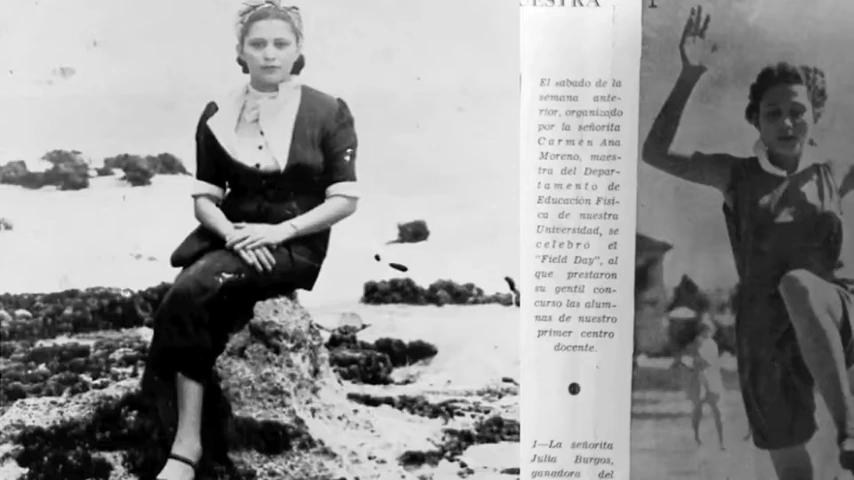 El sabado de la
semana ante-
rior, organizado
por la señorita
Carmen Ana
Moreno, maes-
tra del Depar-
tamento de
Educación Físi-
ca de nuestra
Universidad, se
celebró el
"Field Day", al
que prestaron
su gentil con-
curso las alum-
nas de nuestro
primer centro
docente.
1—La señorita
Julia Burgos,
ganadora del